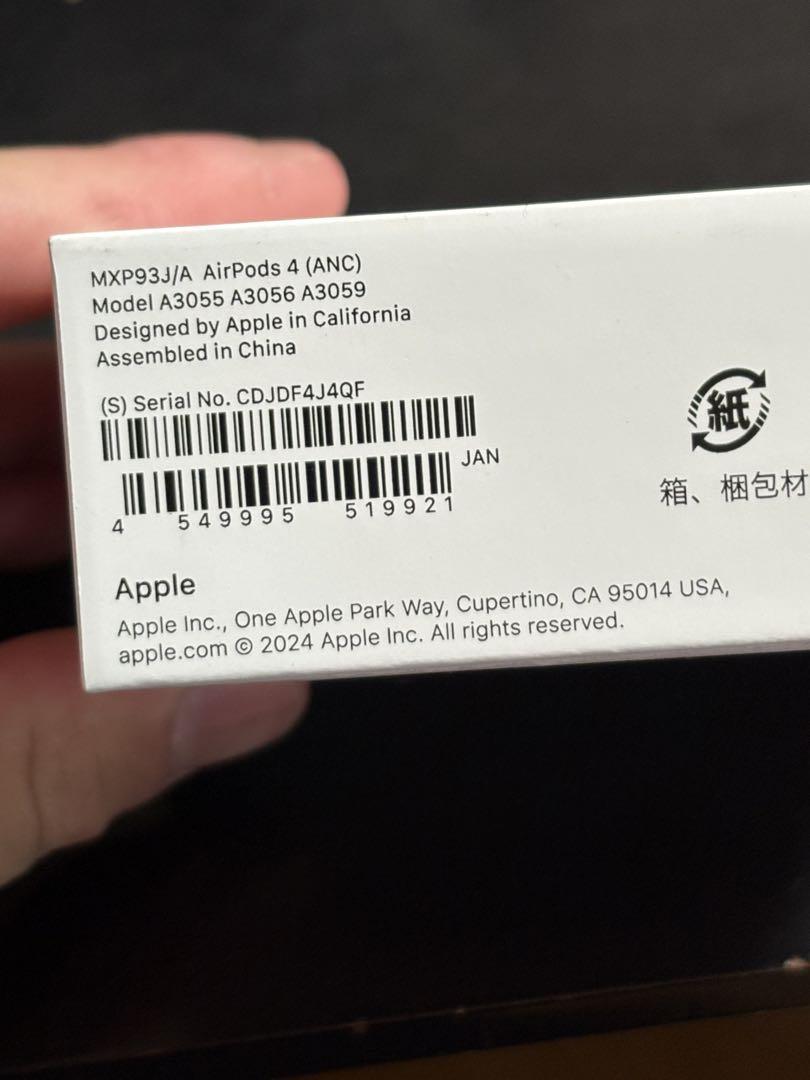 MXP93J/A AirPods 4 (ANC)
Model A3055 A3056 A3059
Designed by Apple in California
Assembled in China
(S) Serial No. CDJDF4J4QF
JAN
4 549995 519921
紙
箱、梱包材
Apple
Apple Inc., One Apple Park Way, Cupertino, CA 95014 USA,
apple.com © 2024 Apple Inc. All rights reserved.